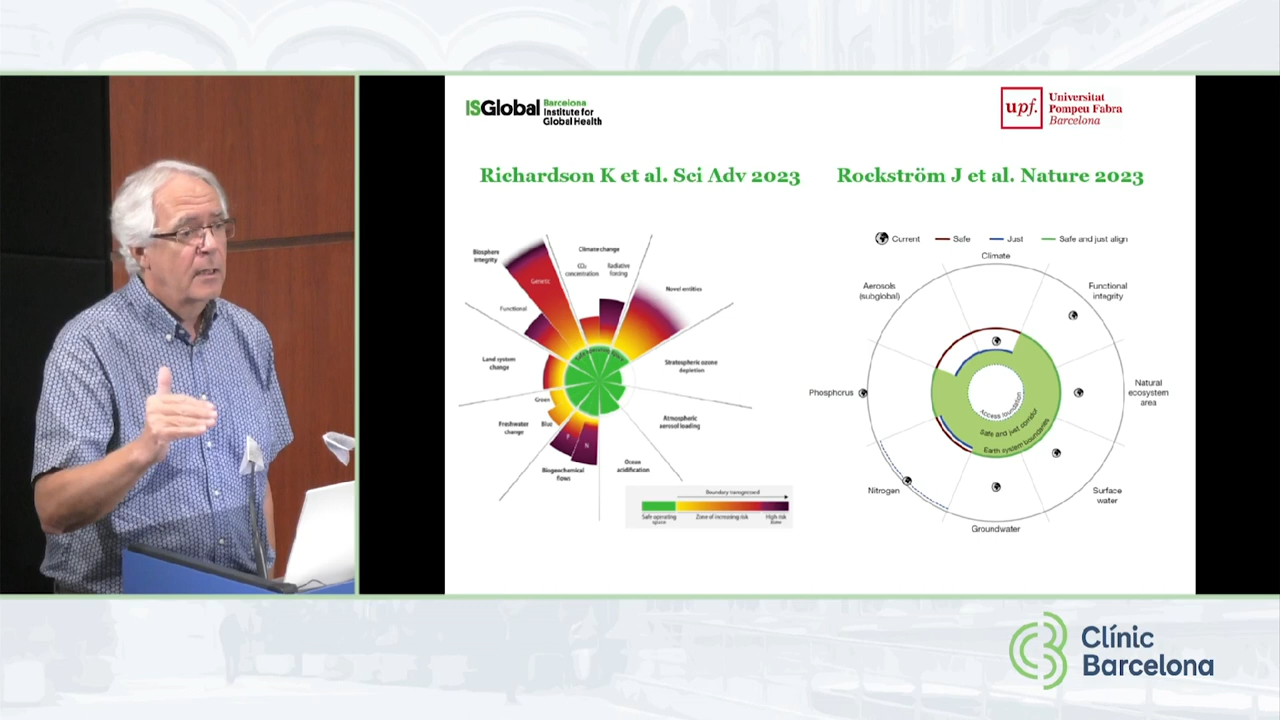 ISGlobal Barcelona
Institute for
Global Health
upf. Universitat
Pompeu Fabra
Barcelona
Richardson K et al. Sci Adv 2023
Rockström J et al. Nature 2023
Biosphere
integrity
Climate change
CO₂
concentration
Radiative
forcing
Genetic
Novel entities
Functional
Safe operating space
Land system
change
Stratospheric ozone
depletion
Green
Blue
Freshwater
change
Atmospheric
aerosol loading
P
N
Biogeochemical
flows
Ocean
acidification
Boundary transgressed
Safe operating
space
Zone of increasing risk
High risk
zone
Current
Safe
Just
Safe and just align
Climate
Aerosols
(subglobal)
Functional
integrity
Phosphorus
Natural
ecosystem
area
Access foundation
Safe and just corridor
Earth system boundaries
Nitrogen
Surface
water
Groundwater
Clínic
Barcelona